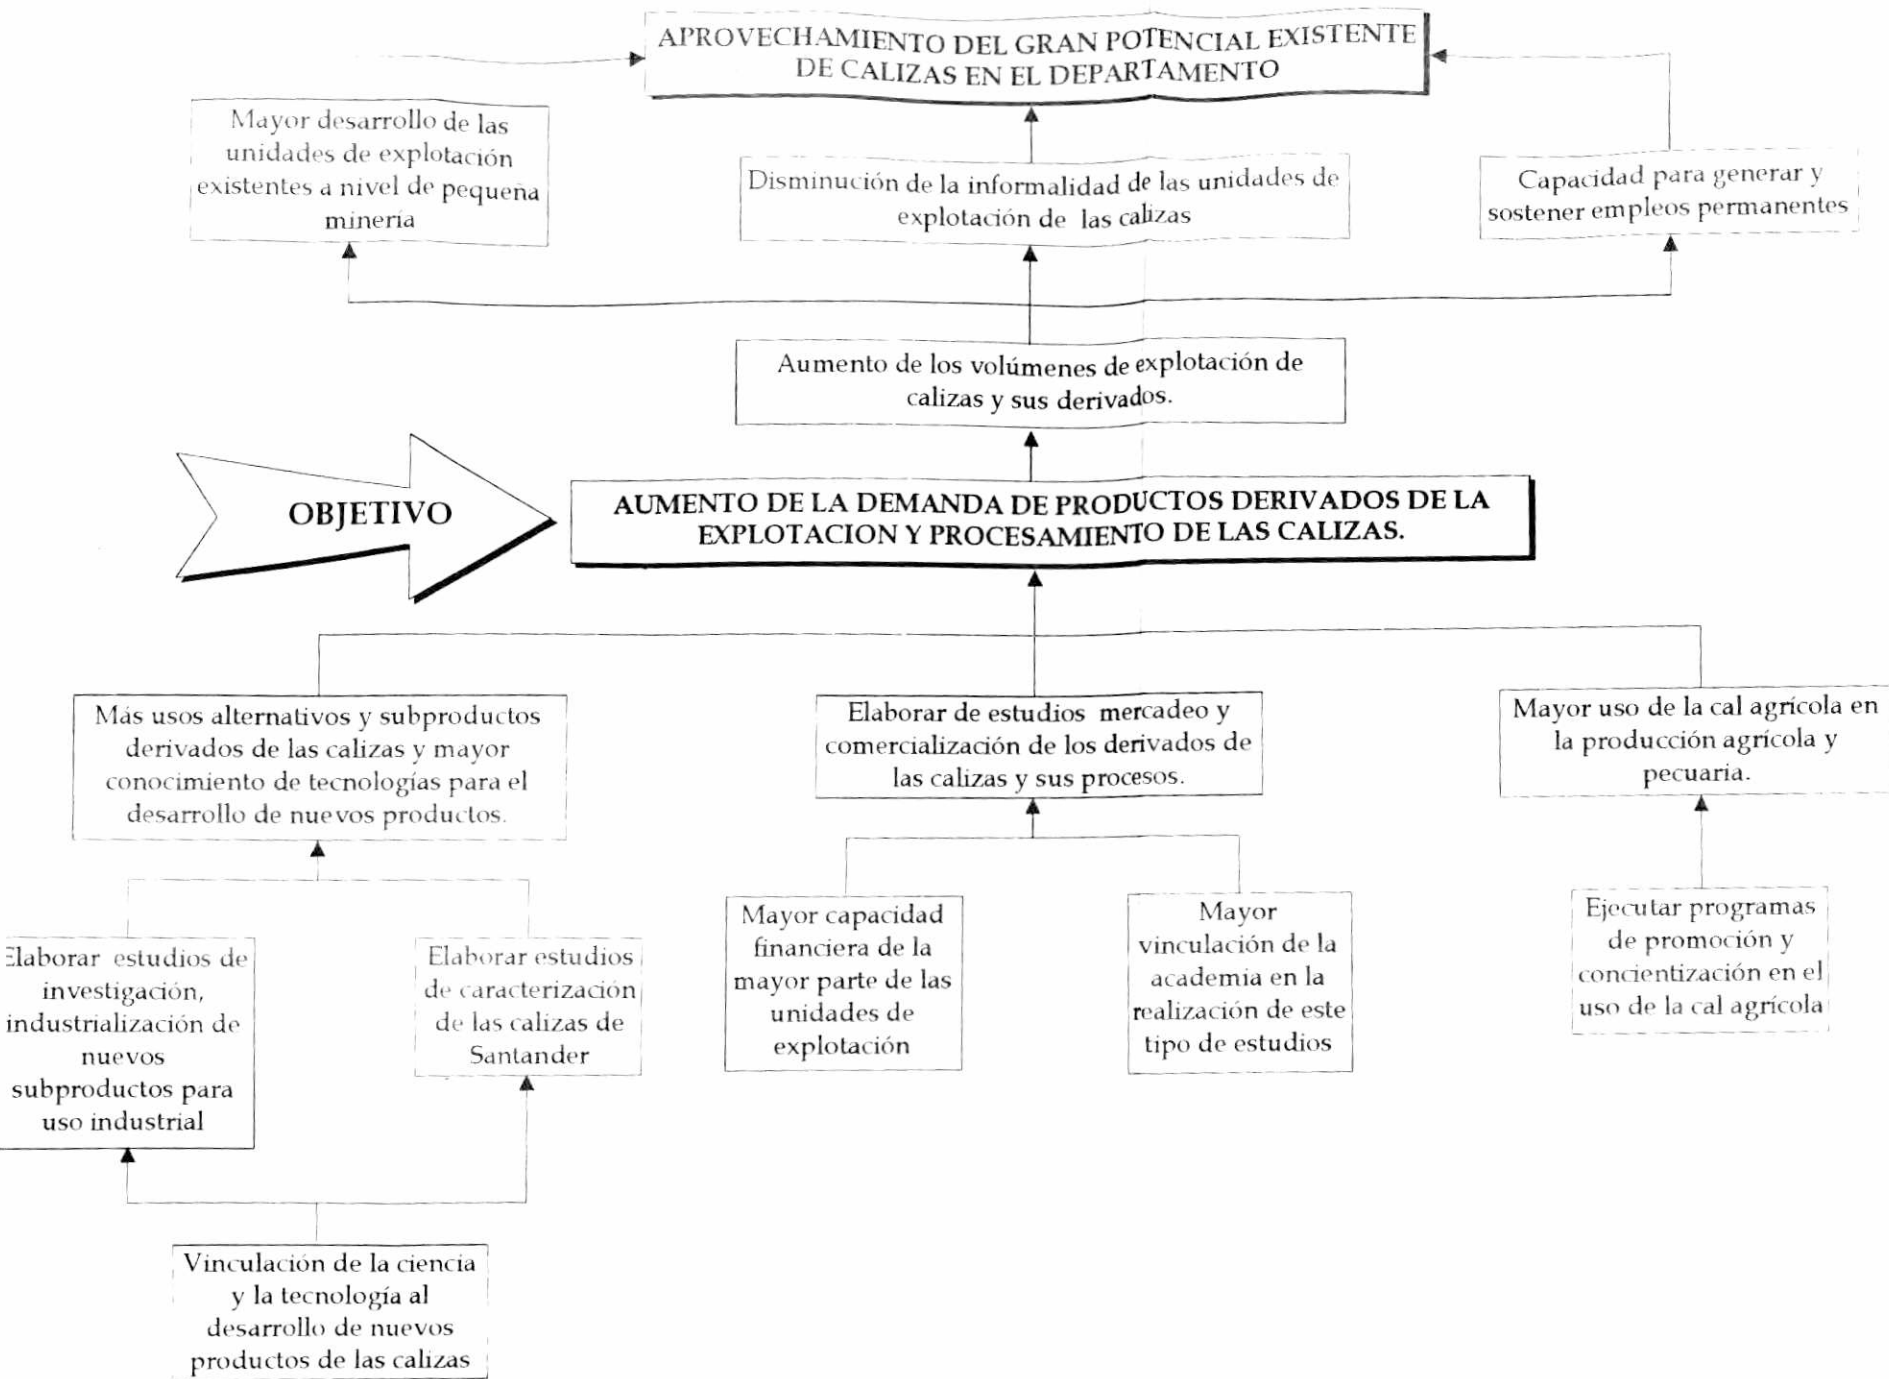 APROVECHAMIENTO DEL GRAN POTENCIAL EXISTENTE
DE CALIZAS EN EL DEPARTAMENTO
Mayor desarrollo de las
unidades de explotación
existentes a nivel de pequeña
minería
Disminución de la informalidad de las unidades de
explotación de las calizas
Capacidad para generar y
sostener empleos permanentes
Aumento de los volúmenes de explotación de
calizas y sus derivados.
OBJETIVO
AUMENTO DE LA DEMANDA DE PRODUCTOS DERIVADOS DE LA
EXPLOTACION Y PROCESAMIENTO DE LAS CALIZAS.
Más usos alternativos y subproductos
derivados de las calizas y mayor
conocimiento de tecnologías para el
desarrollo de nuevos productos.
Elaborar de estudios mercadeo y
comercialización de los derivados de
las calizas y sus procesos.
Mayor uso de la cal agrícola en
la producción agrícola y
pecuaria.
Elaborar estudios de
investigación,
industrialización de
nuevos
subproductos para
uso industrial
Elaborar estudios
de caracterización
de las calizas de
Santander
Mayor capacidad
financiera de la
mayor parte de las
unidades de
explotación
Mayor
vinculación de la
academia en la
realización de este
tipo de estudios
Ejecutar programas
de promoción y
concientización en el
uso de la cal agrícola
Vinculación de la ciencia
y la tecnología al
desarrollo de nuevos
productos de las calizas